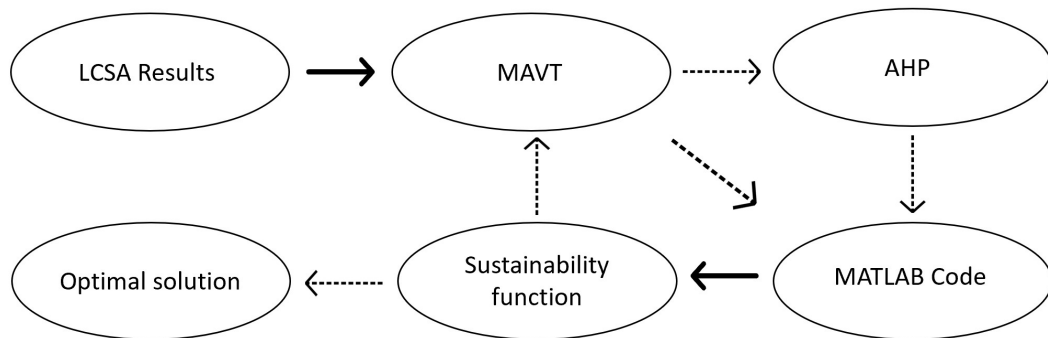 LCSA Results
MAVT
AHP
Optimal solution
Sustainability
function
MATLAB Code